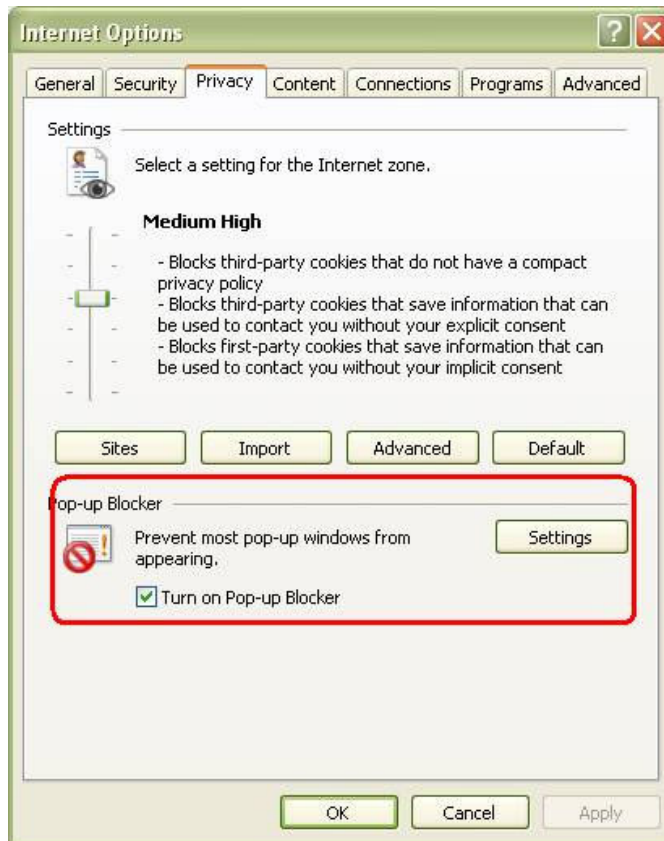 Internet Options
General Security Privacy Content Connections Programs Advanced
Settings
Select a setting for the Internet zone.
Medium High
- Blocks third-party cookies that do not have a compact
privacy policy
- Blocks third-party cookies that save information that can
be used to contact you without your explicit consent
- Blocks first-party cookies that save information that can
be used to contact you without your implicit consent
Sites Import Advanced Default
Pop-up Blocker
Prevent most pop-up windows from
appearing.
Settings
Turn on Pop-up Blocker
OK Cancel Apply